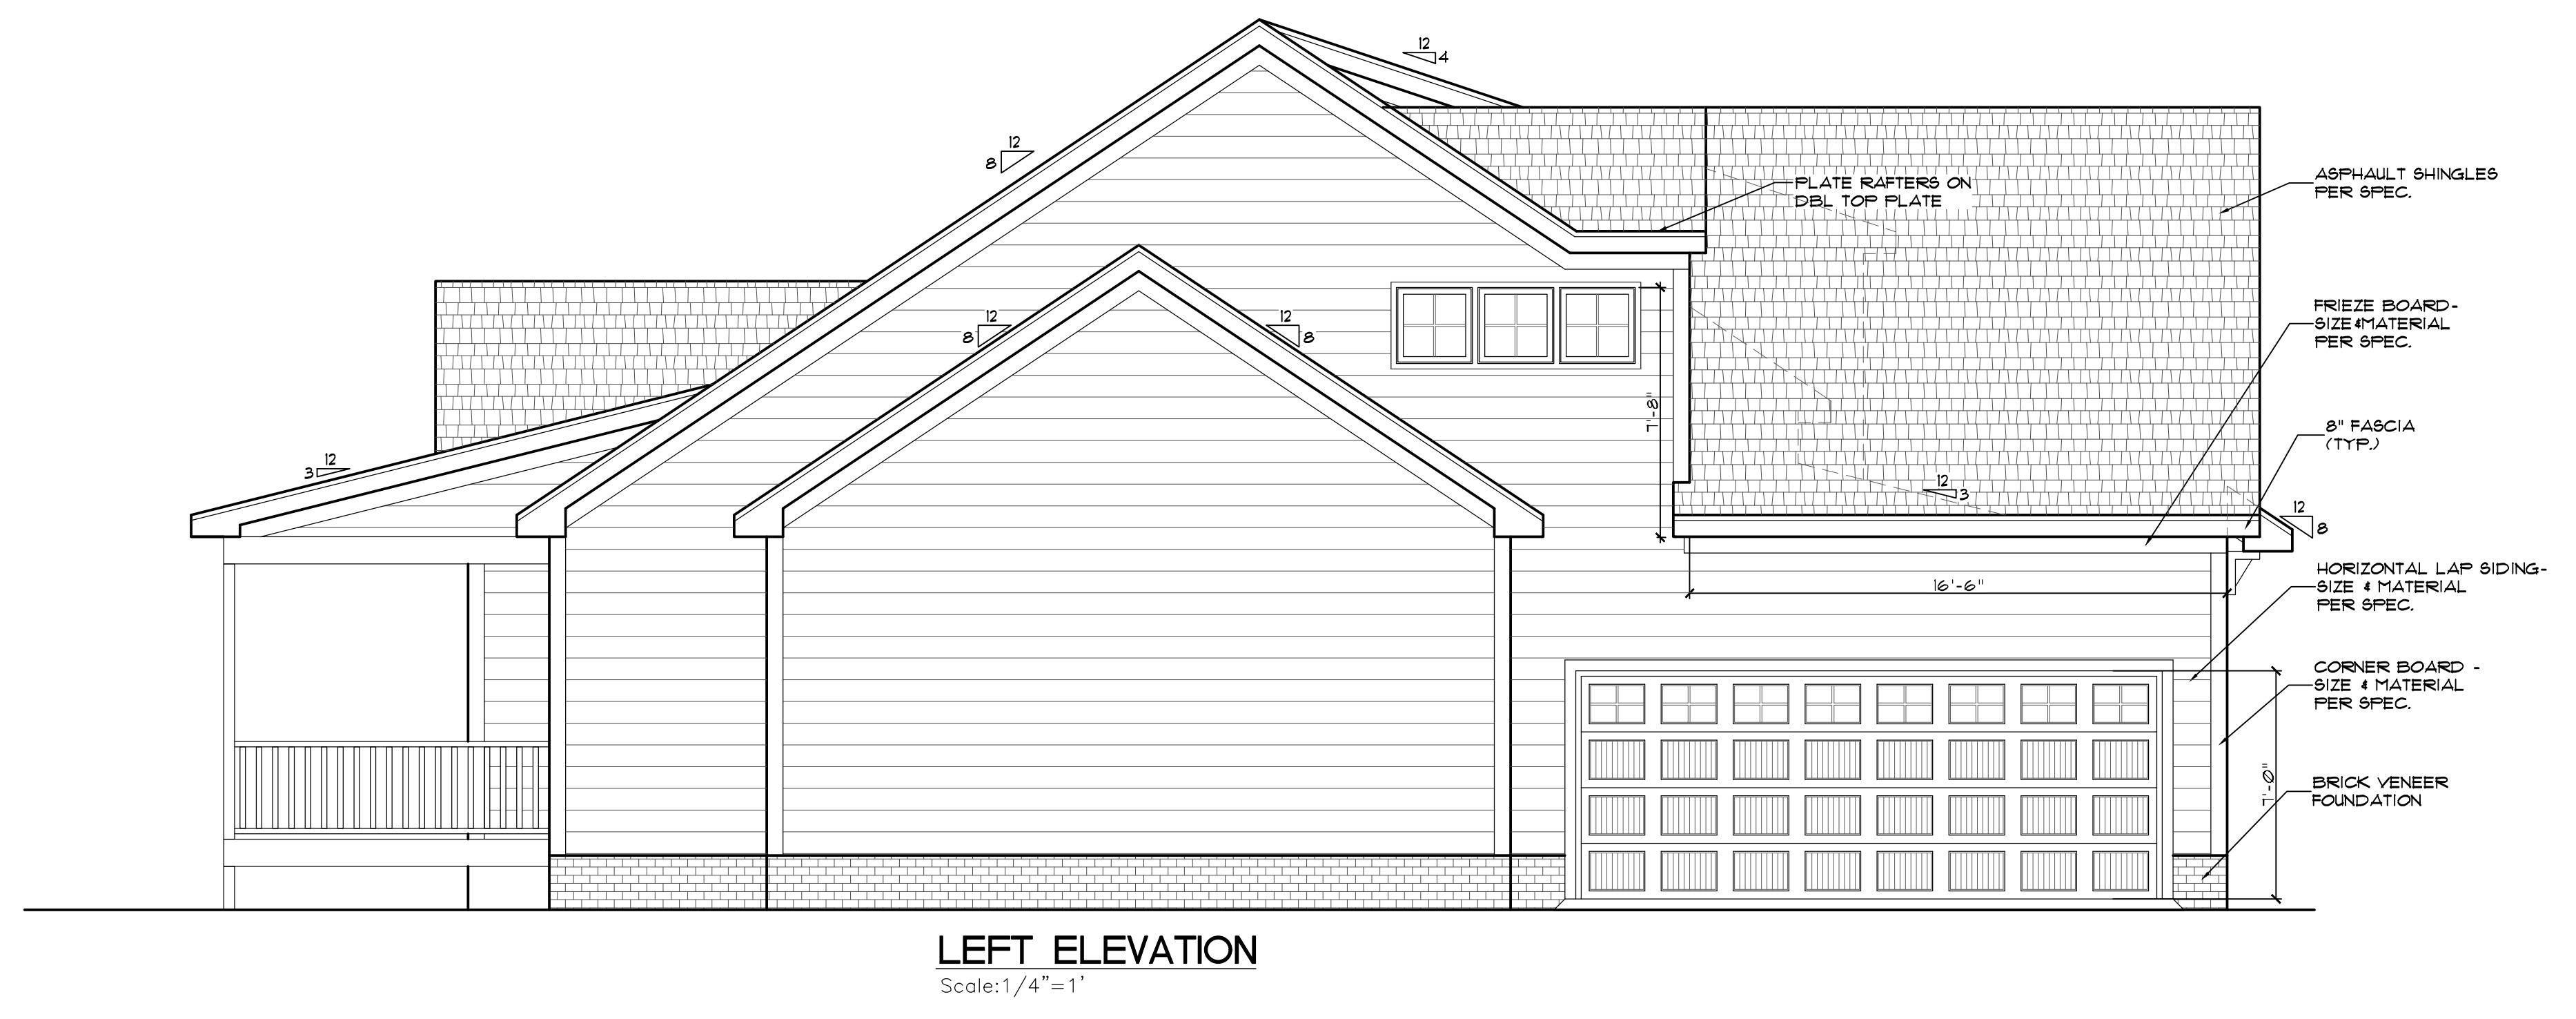 12
4
12
8
ASPHAULT SHINGLES
PER SPEC.
PLATE RAFTERS ON
DBL TOP PLATE
FRIEZE BOARD-
SIZE & MATERIAL
PER SPEC.
12
8
12
8
7'-8"
8" FASCIA
(TYP.)
12
3
12
3
12
8
16'-6"
HORIZONTAL LAP SIDING-
SIZE & MATERIAL
PER SPEC.
CORNER BOARD -
SIZE & MATERIAL
PER SPEC.
7'-0"
BRICK VENEER
FOUNDATION
LEFT ELEVATION
Scale:1/4"=1'